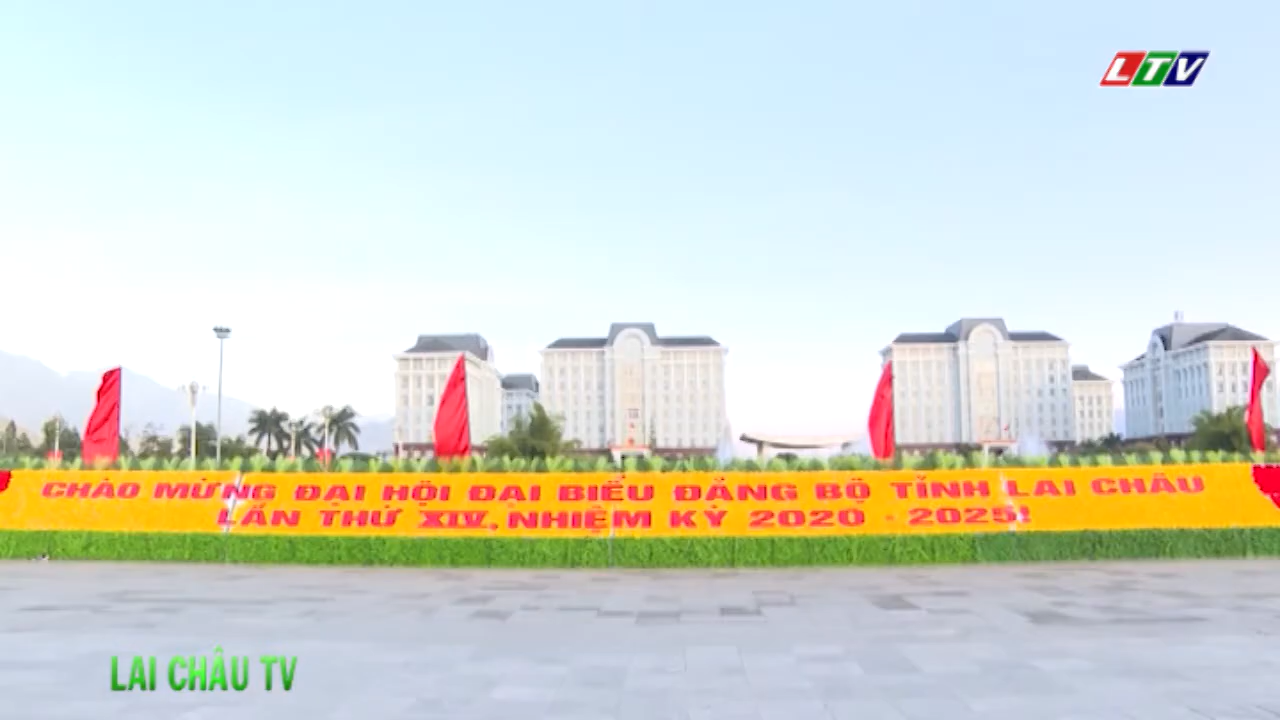 LTV
CHÀO MỪNG ĐẠI HỘI ĐẠI BIỂU ĐẢNG BỘ TỈNH LAI CHÂU
LẦN THỨ XIV, NHIỆM KỲ 2020 - 2025!
LAI CHÂU TV